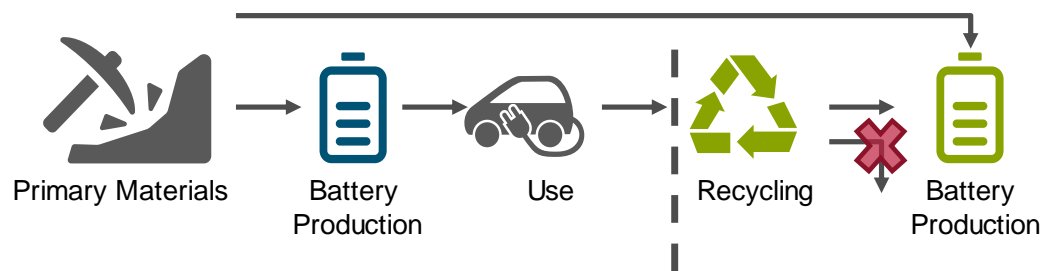 Primary Materials
Battery
Production
Use
Recycling
Battery
Production